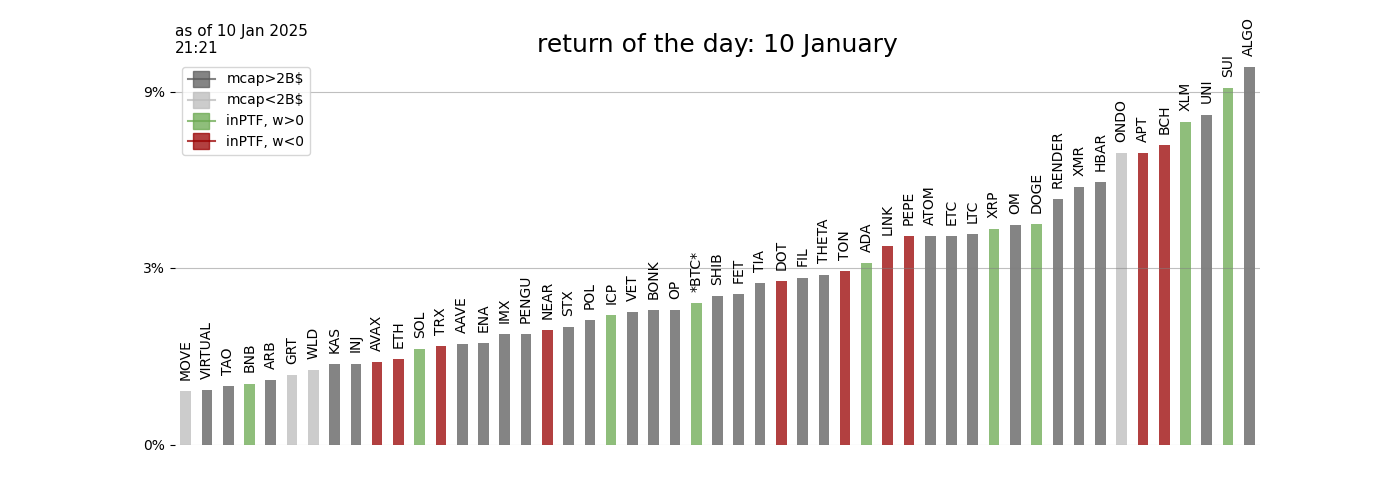 as of 10 Jan 2025
21:21
return of the day: 10 January
mcap>2B$
mcap<2B$
inPTF, w>0
inPTF, w<0
9%
3%
0%
MOVE
VIRTUAL
TAO
BNB
ARB
GRT
WLD
KAS
INJ
AVAX
ETH
SOL
TRX
AAVE
ENA
IMX
PENGU
NEAR
STX
POL
ICP
VET
BONK
OP
*BTC*
SHIB
FET
TIA
DOT
FIL
THETA
TON
ADA
LINK
PEPE
ATOM
ETC
LTC
XRP
OM
DOGE
RENDER
XMR
HBAR
ONDO
APT
BCH
XLM
UNI
SUI
ALGO